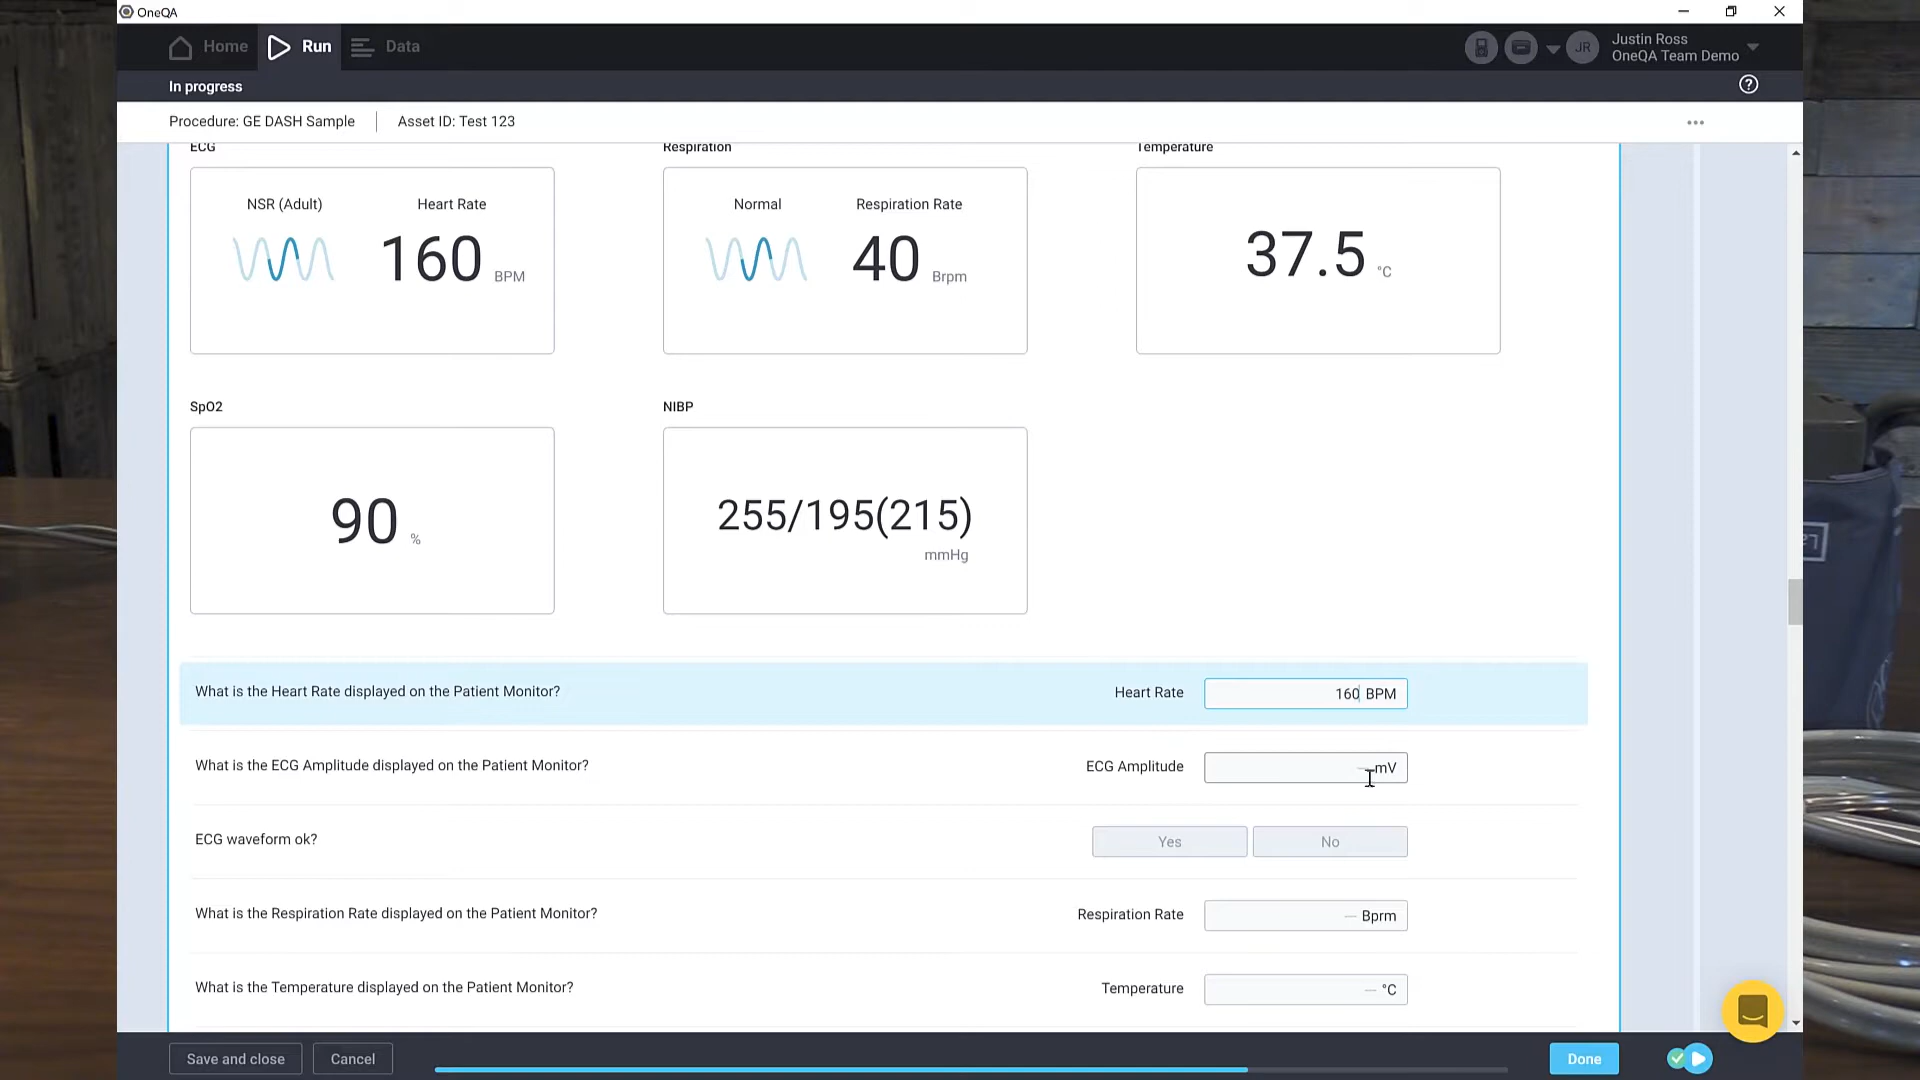 OneQA
Home Run Data
JR
Justin Ross
OneQA Team Demo
In progress
?
Procedure: GE DASH Sample Asset ID: Test 123
ECG Respiration Temperature
NSR (Adult) Heart Rate
160 BPM
Normal Respiration Rate
40 Brpm
37.5 °C
SpO2 NIBP
90 %
255/195(215)
mmHg
What is the Heart Rate displayed on the Patient Monitor? Heart Rate 160 BPM
What is the ECG Amplitude displayed on the Patient Monitor? ECG Amplitude — mV
ECG waveform ok? Yes No
What is the Respiration Rate displayed on the Patient Monitor? Respiration Rate — Bprm
What is the Temperature displayed on the Patient Monitor? Temperature — °C
Save and close Cancel Done